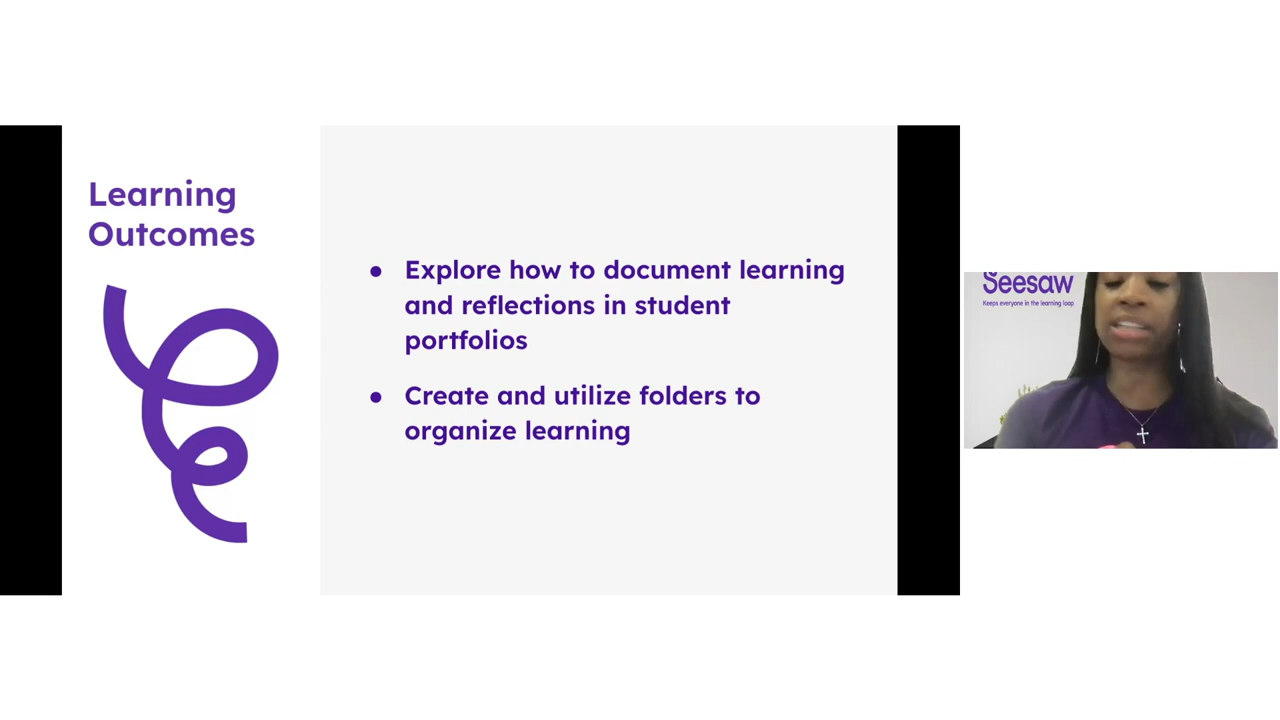 Learning
Outcomes
● Explore how to document learning
and reflections in student
portfolios
● Create and utilize folders to
organize learning
Seesaw
Keeps everyone in the learning loop